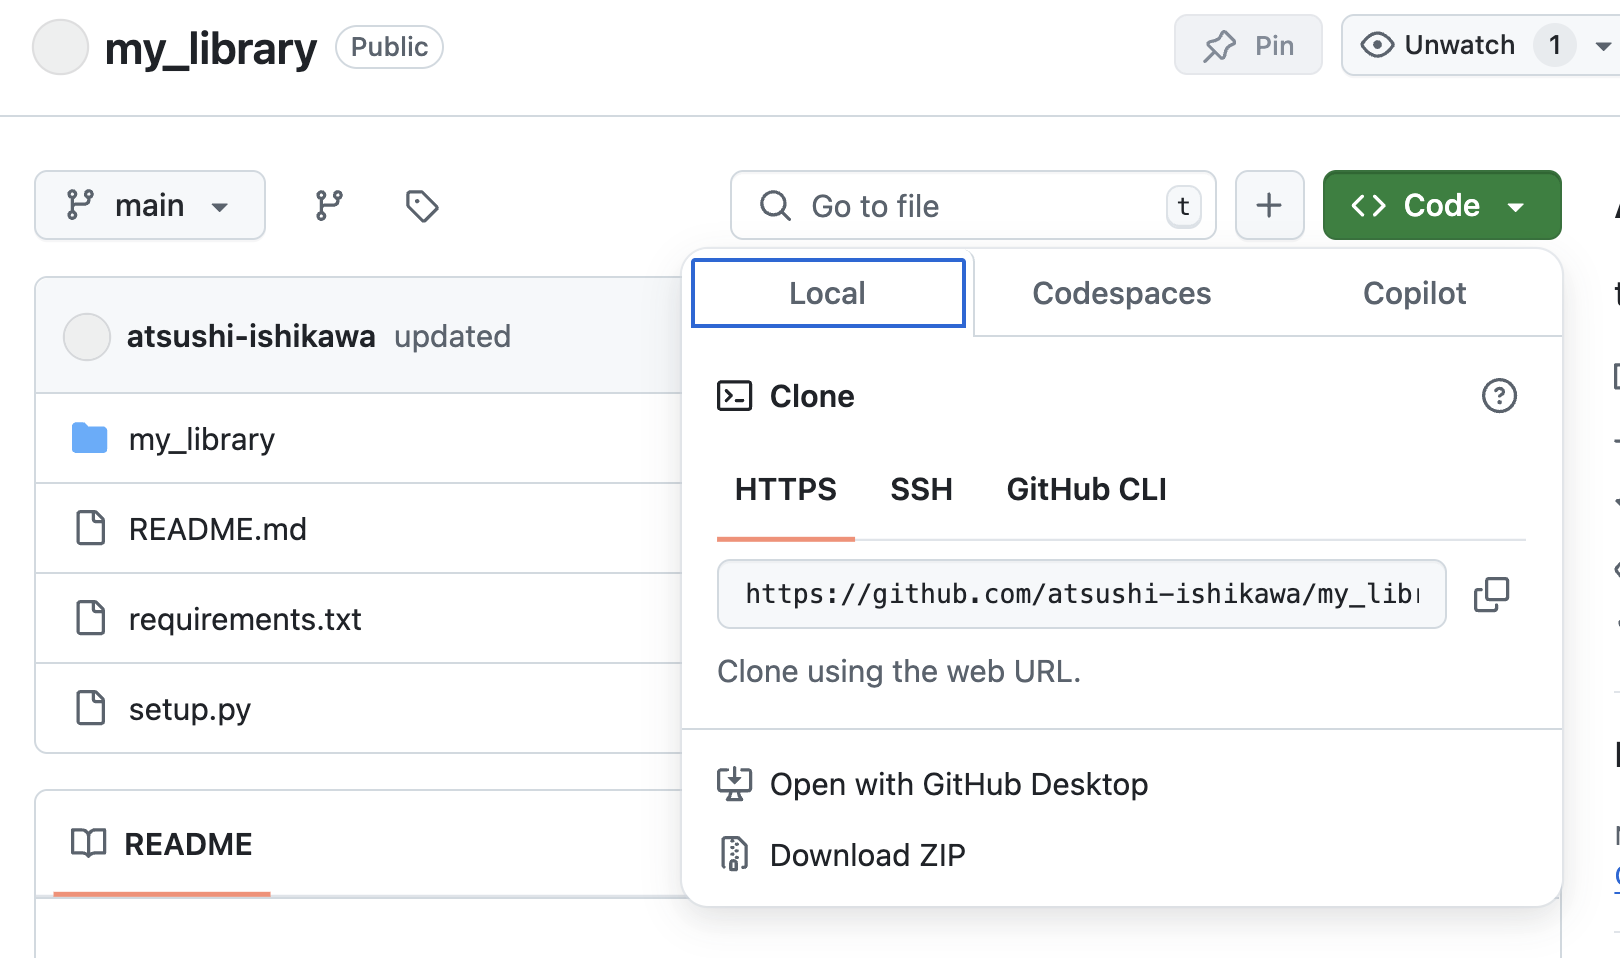 my_library Public Pin Unwatch 1
main Go to file t Code
Local Codespaces Copilot
atsushi-ishikawa updated
Clone
my_library
HTTPS SSH GitHub CLI
README.md
https://github.com/atsushi-ishikawa/my_libr
requirements.txt
Clone using the web URL.
setup.py
Open with GitHub Desktop
README
Download ZIP